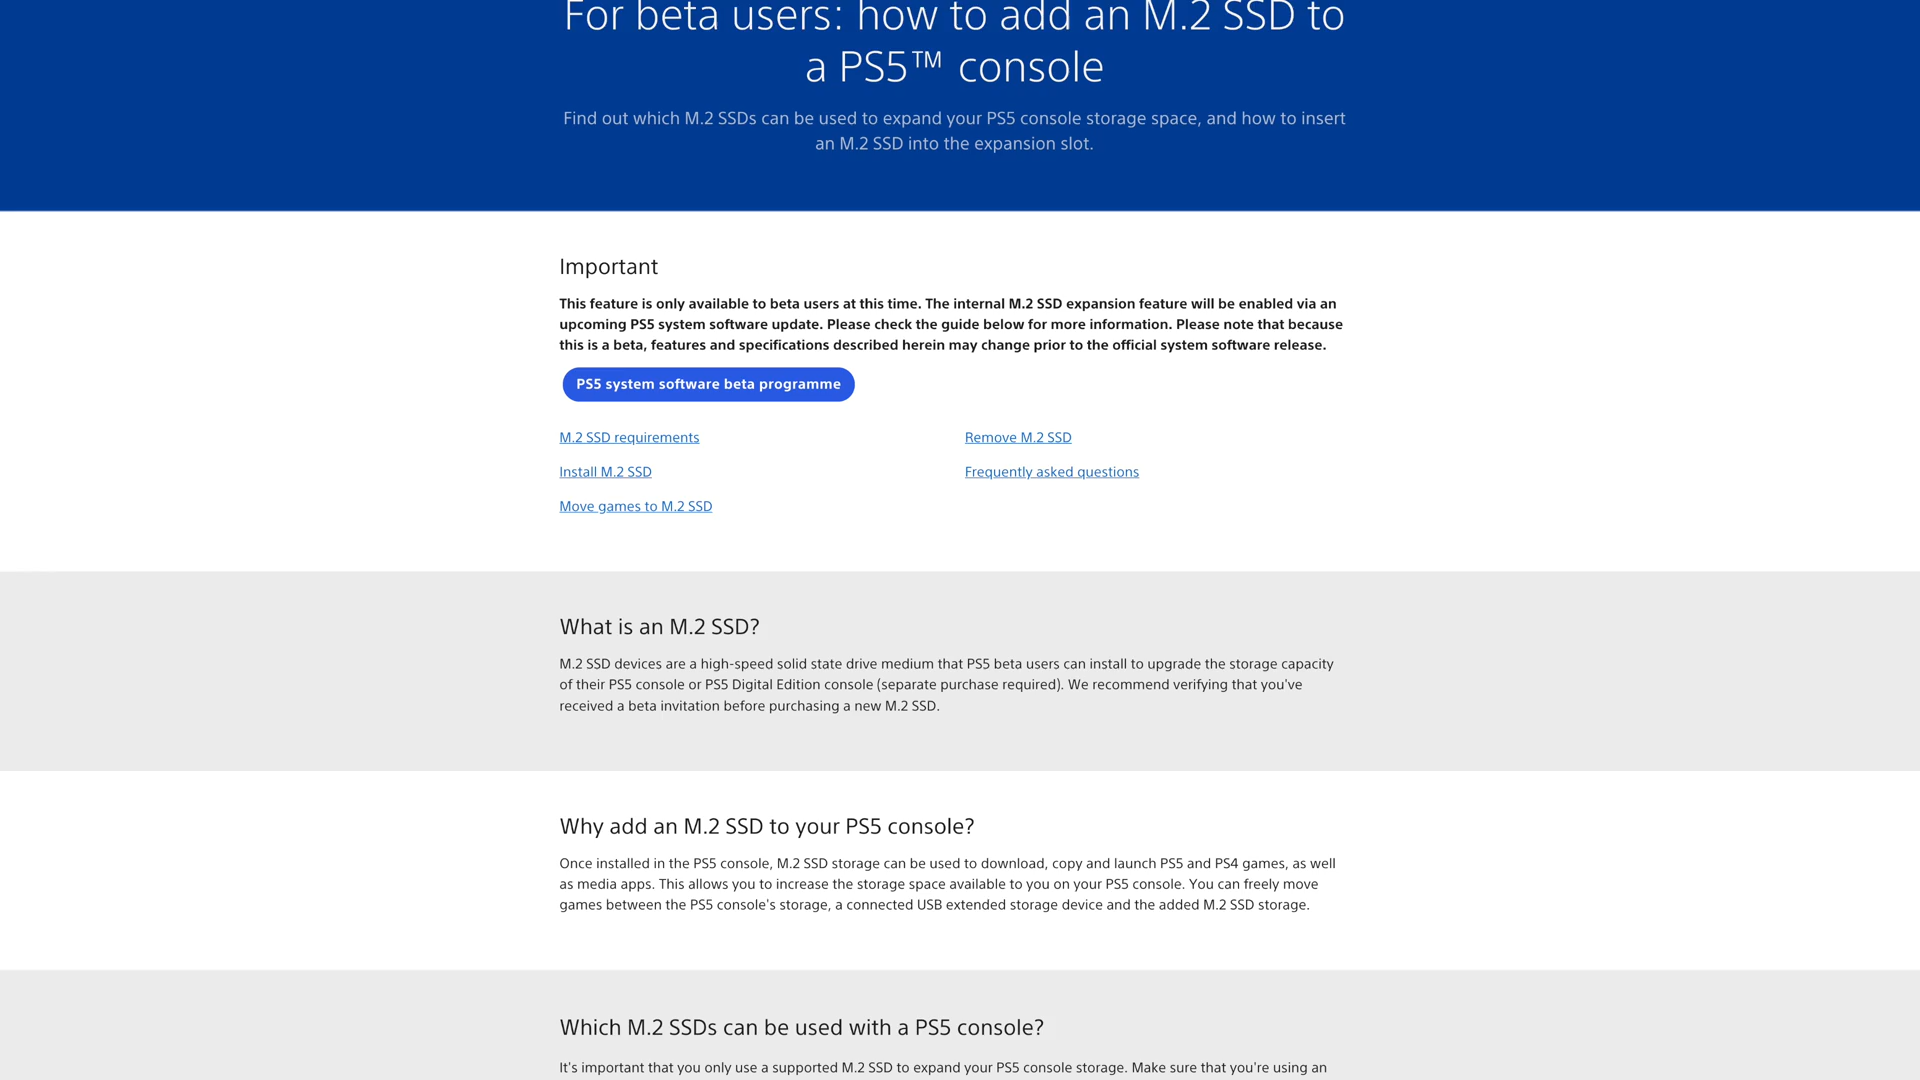 For beta users: how to add an M.2 SSD to
a PS5™ console
Find out which M.2 SSDs can be used to expand your PS5 console storage space, and how to insert
an M.2 SSD into the expansion slot.
Important
This feature is only available to beta users at this time. The internal M.2 SSD expansion feature will be enabled via an
upcoming PS5 system software update. Please check the guide below for more information. Please note that because
this is a beta, features and specifications described herein may change prior to the official system software release.
PS5 system software beta programme
M.2 SSD requirements
Remove M.2 SSD
Install M.2 SSD
Frequently asked questions
Move games to M.2 SSD
What is an M.2 SSD?
M.2 SSD devices are a high-speed solid state drive medium that PS5 beta users can install to upgrade the storage capacity
of their PS5 console or PS5 Digital Edition console (separate purchase required). We recommend verifying that you've
received a beta invitation before purchasing a new M.2 SSD.
Why add an M.2 SSD to your PS5 console?
Once installed in the PS5 console, M.2 SSD storage can be used to download, copy and launch PS5 and PS4 games, as well
as media apps. This allows you to increase the storage space available to you on your PS5 console. You can freely move
games between the PS5 console's storage, a connected USB extended storage device and the added M.2 SSD storage.
Which M.2 SSDs can be used with a PS5 console?
It's important that you only use a supported M.2 SSD to expand your PS5 console storage. Make sure that you're using an